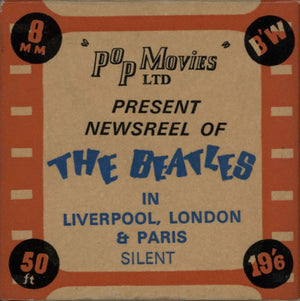 8
MM
B'W
"POP MOVIES"
LTD
PRESENT
NEWSREEL OF
THE BEATLES
IN
LIVERPOOL, LONDON
& PARIS
SILENT
50
ft
19'6